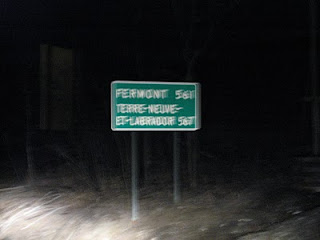 FERMONT 561
TERRE-NEUVE-
ET-LABRADOR 567